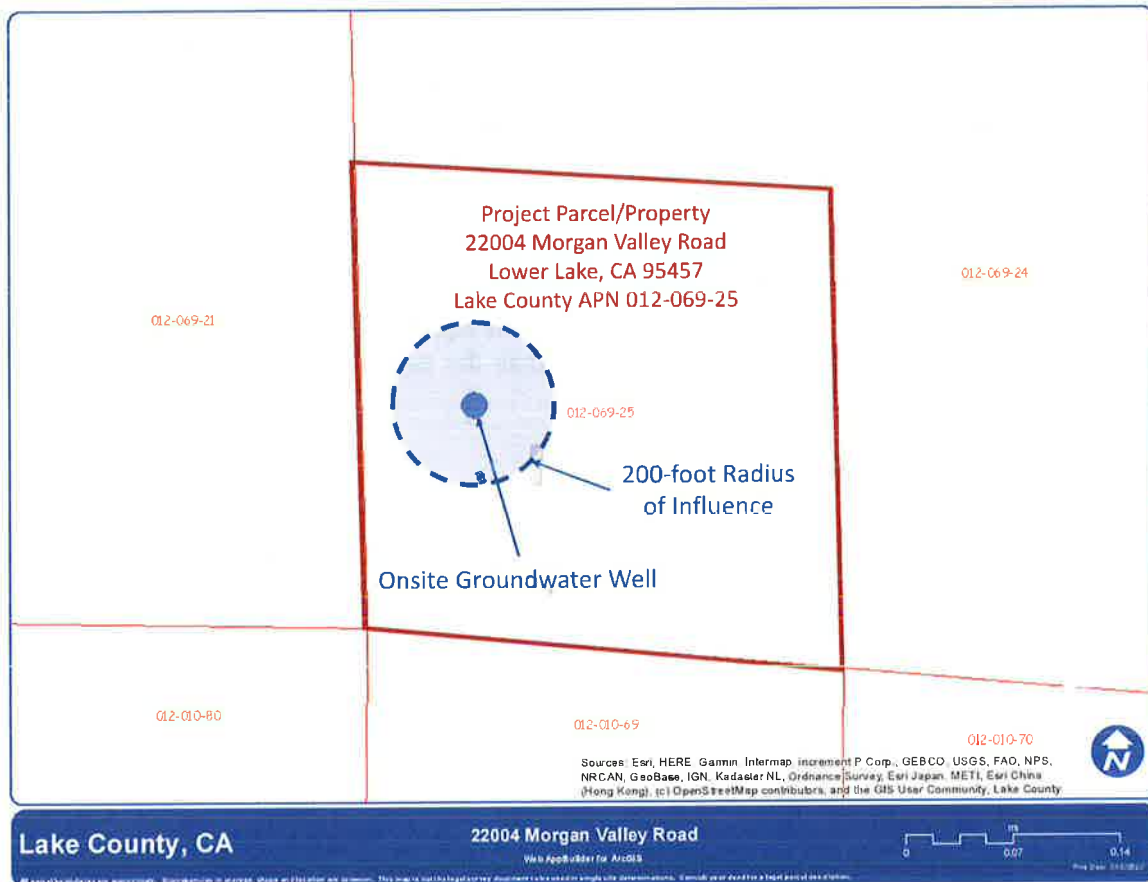 Project Parcel/Property
22004 Morgan Valley Road
Lower Lake, CA 95457
Lake County APN 012-069-25
012-069-24
012-069-21
012-069-25
200-foot Radius
of Influence
Onsite Groundwater Well
012-010-80
012-010-69
012-010-70
N
Sources: Esri, HERE, Garmin, Intermap, increment P Corp., GEBCO, USGS, FAO, NPS,
NRCAN, GeoBase, IGN, Kadaster NL, Ordnance Survey, Esri Japan, METI, Esri China
(Hong Kong), (c) OpenStreetMap contributors, and the GIS User Community, Lake County
Lake County, CA
22004 Morgan Valley Road
Web AppBuilder for ArcGIS
mi
0 0.07 0.14
Print Date: